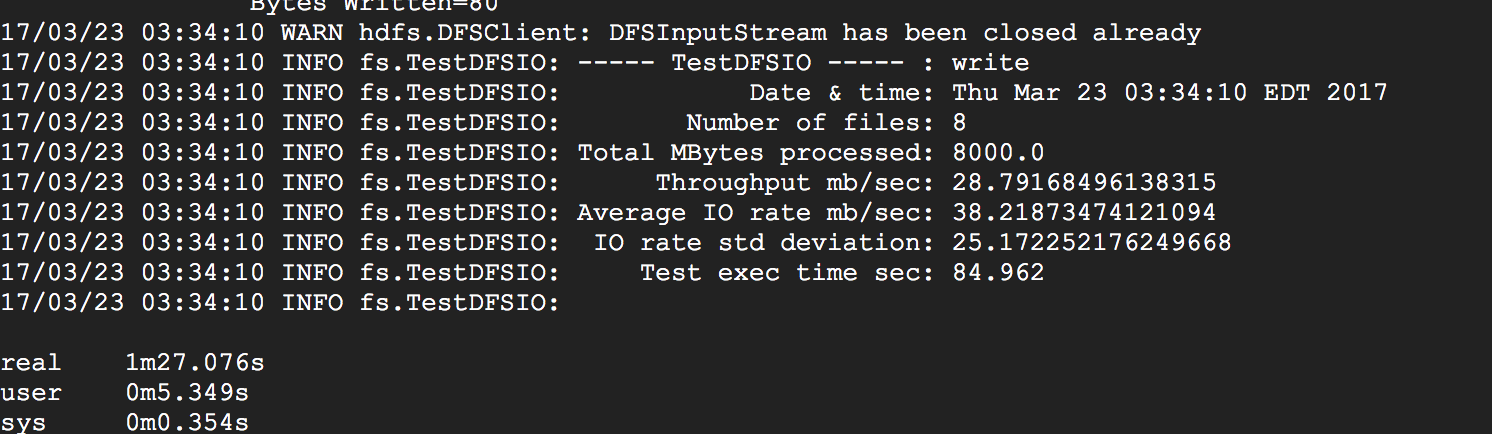 Bytes Written=80
17/03/23 03:34:10 WARN hdfs.DFSClient: DFSInputStream has been closed already
17/03/23 03:34:10 INFO fs.TestDFSIO: ----- TestDFSIO ----- : write
17/03/23 03:34:10 INFO fs.TestDFSIO:             Date & time: Thu Mar 23 03:34:10 EDT 2017
17/03/23 03:34:10 INFO fs.TestDFSIO:         Number of files: 8
17/03/23 03:34:10 INFO fs.TestDFSIO: Total MBytes processed: 8000.0
17/03/23 03:34:10 INFO fs.TestDFSIO:       Throughput mb/sec: 28.79168496138315
17/03/23 03:34:10 INFO fs.TestDFSIO: Average IO rate mb/sec: 38.21873474121094
17/03/23 03:34:10 INFO fs.TestDFSIO:   IO rate std deviation: 25.172252176249668
17/03/23 03:34:10 INFO fs.TestDFSIO:      Test exec time sec: 84.962
17/03/23 03:34:10 INFO fs.TestDFSIO:
real    1m27.076s
user    0m5.349s
sys     0m0.354s